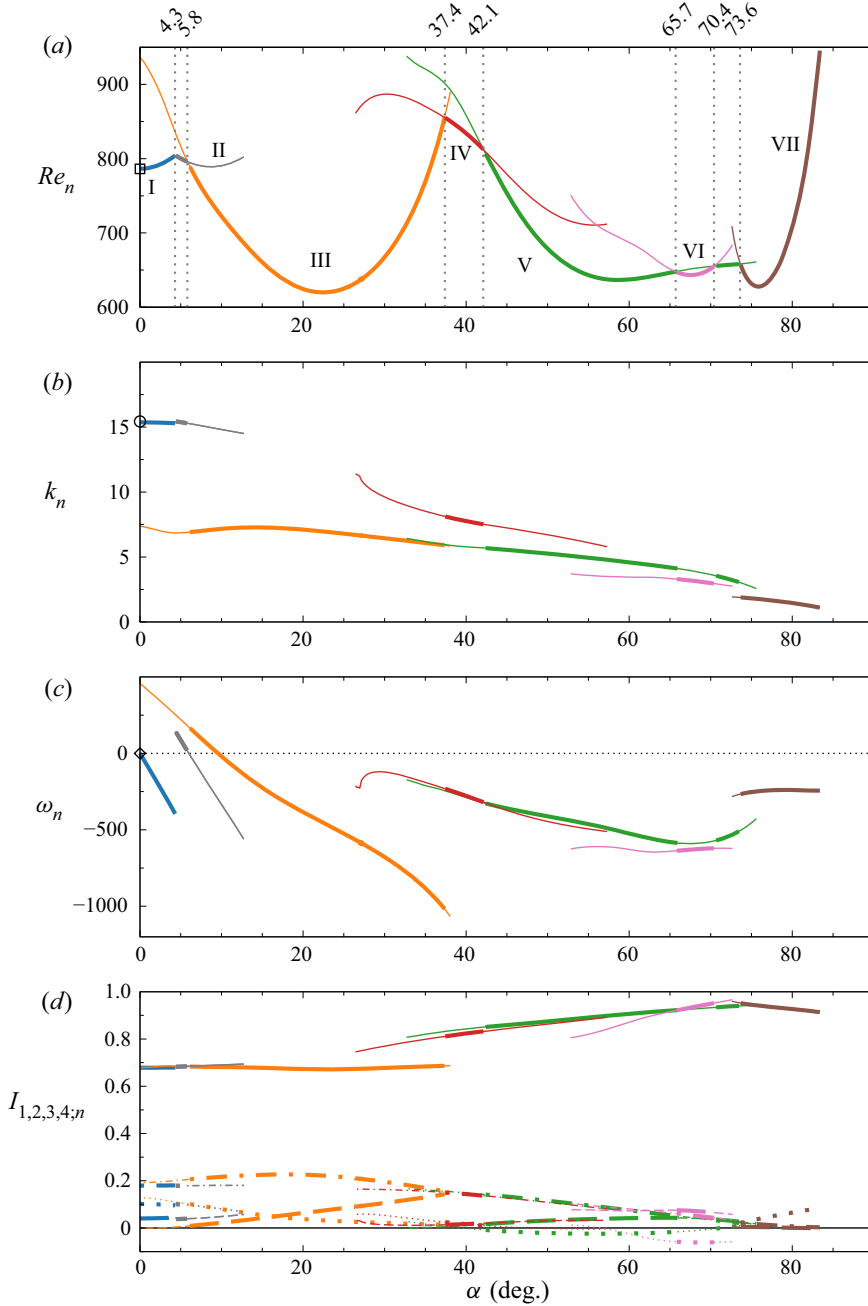 4.3 5.8 37.4 42.1 65.7 70.4 73.6
(a)
900
800
700
600
Re_n
I II III IV V VI VII
0 20 40 60 80
(b)
15
10
5
0
k_n
0 20 40 60 80
(c)
0
−500
−1000
ω_n
0 20 40 60 80
(d)
1.0
0.8
0.6
0.4
0.2
0
I_{1,2,3,4;n}
0 20 40 60 80
α (deg.)